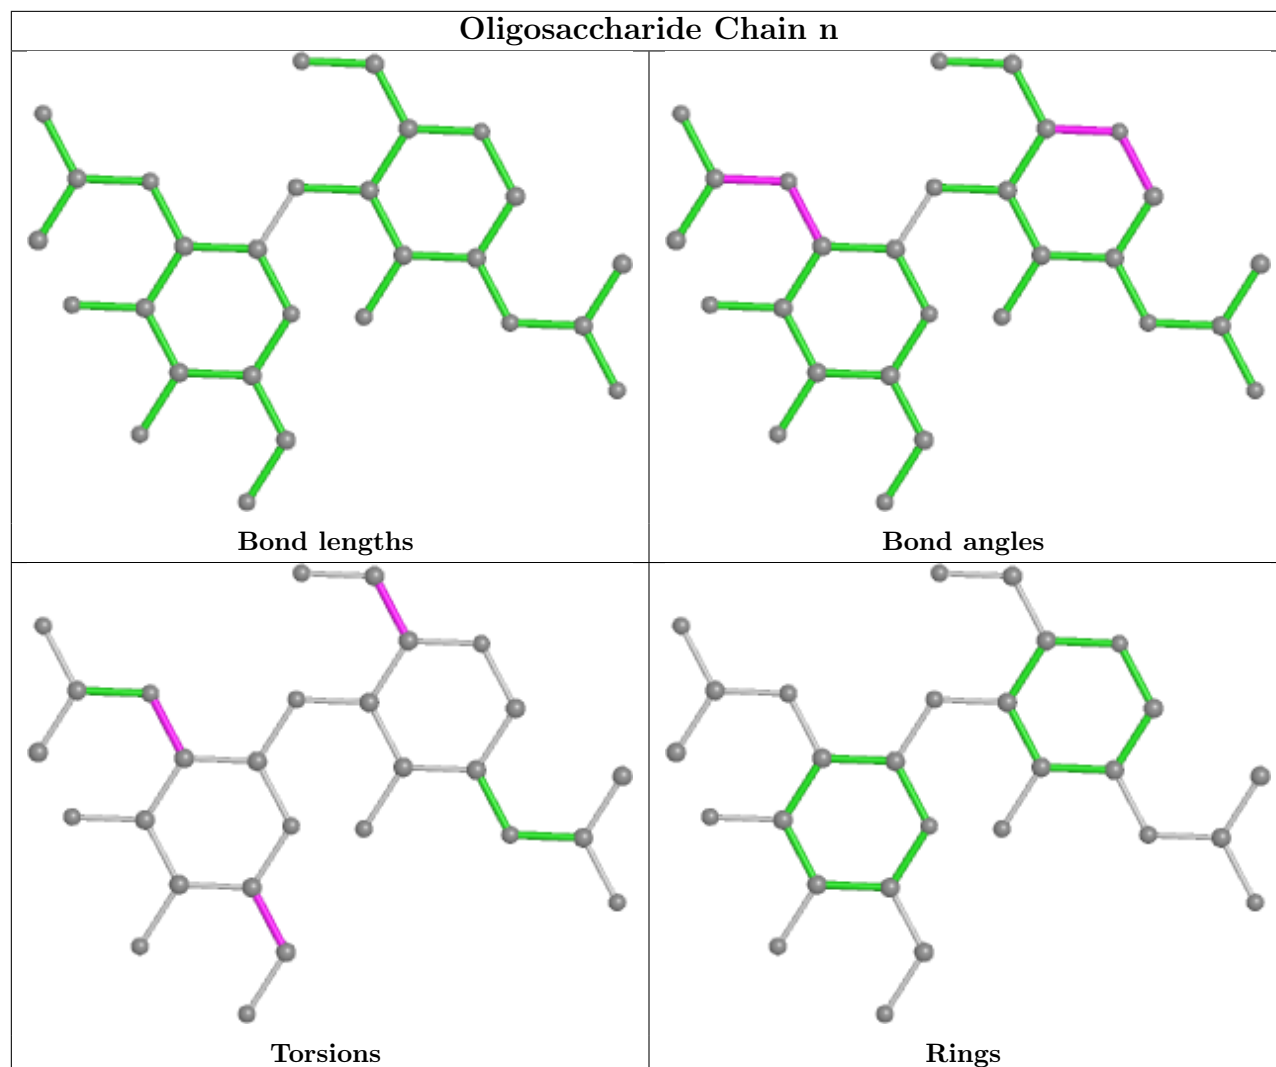 Oligosaccharide Chain n
Bond lengths
Bond angles
Torsions
Rings